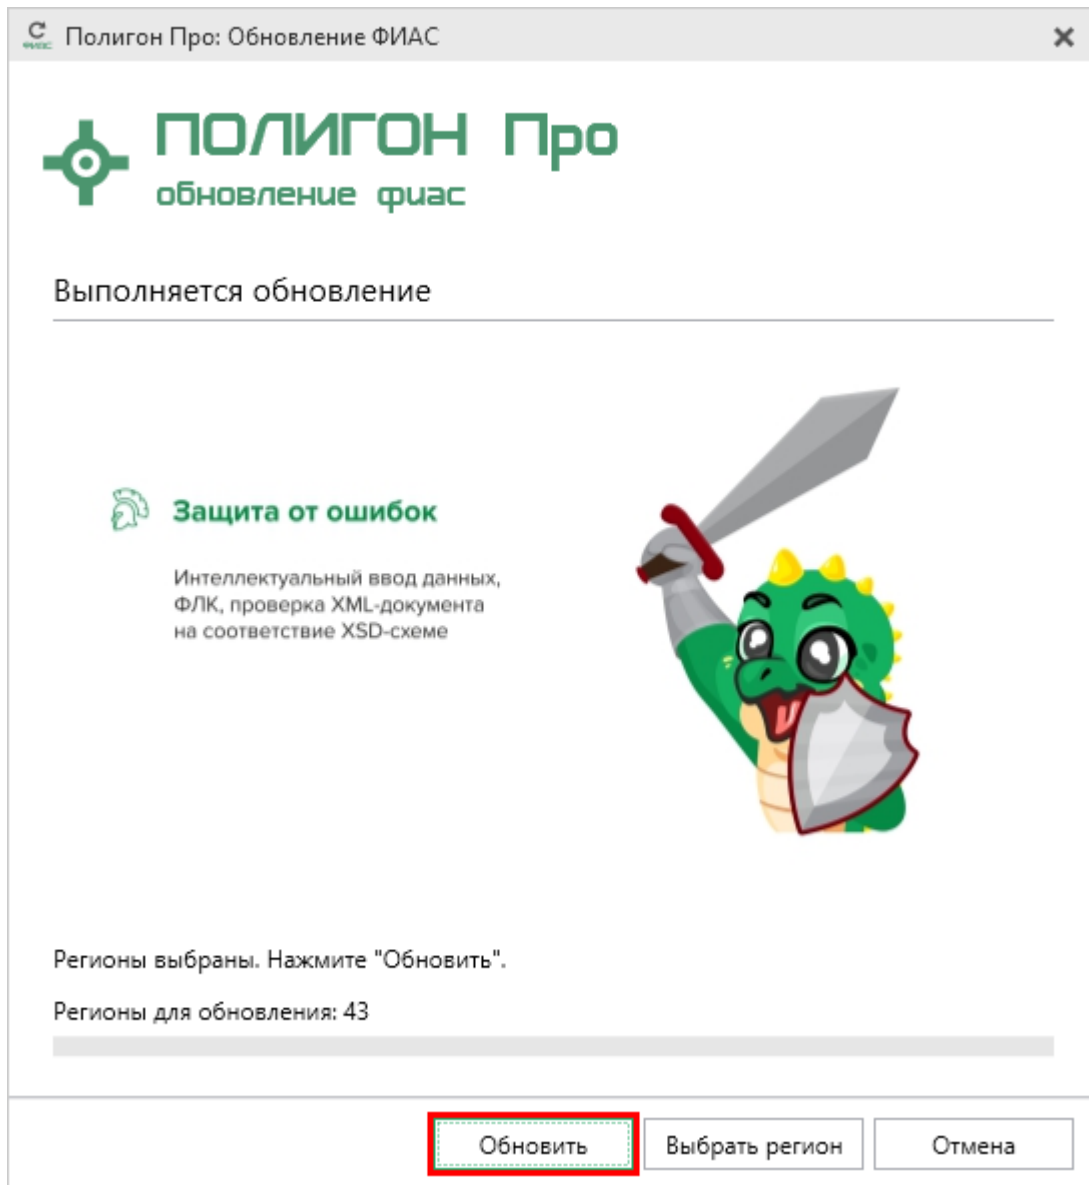 ФИАС
Полигон Про: Обновление ФИАС
ПОЛИГОН Про
обновление фиас
Выполняется обновление
Защита от ошибок
Интеллектуальный ввод данных,
ФЛК, проверка XML-документа
на соответствие XSD-схеме
Регионы выбраны. Нажмите "Обновить".
Регионы для обновления: 43
Обновить
Выбрать регион
Отмена